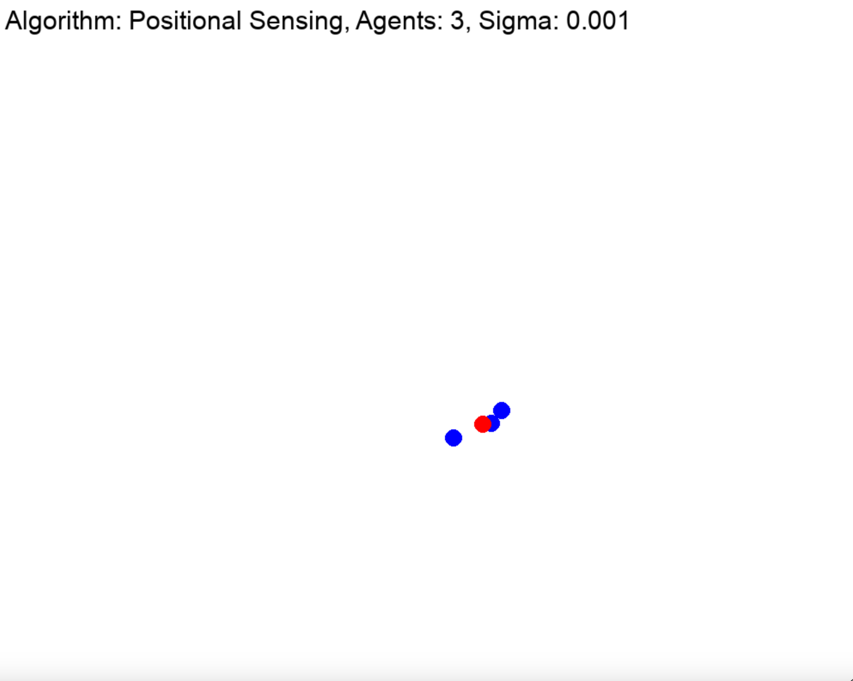 Algorithm: Positional Sensing, Agents: 3, Sigma: 0.001